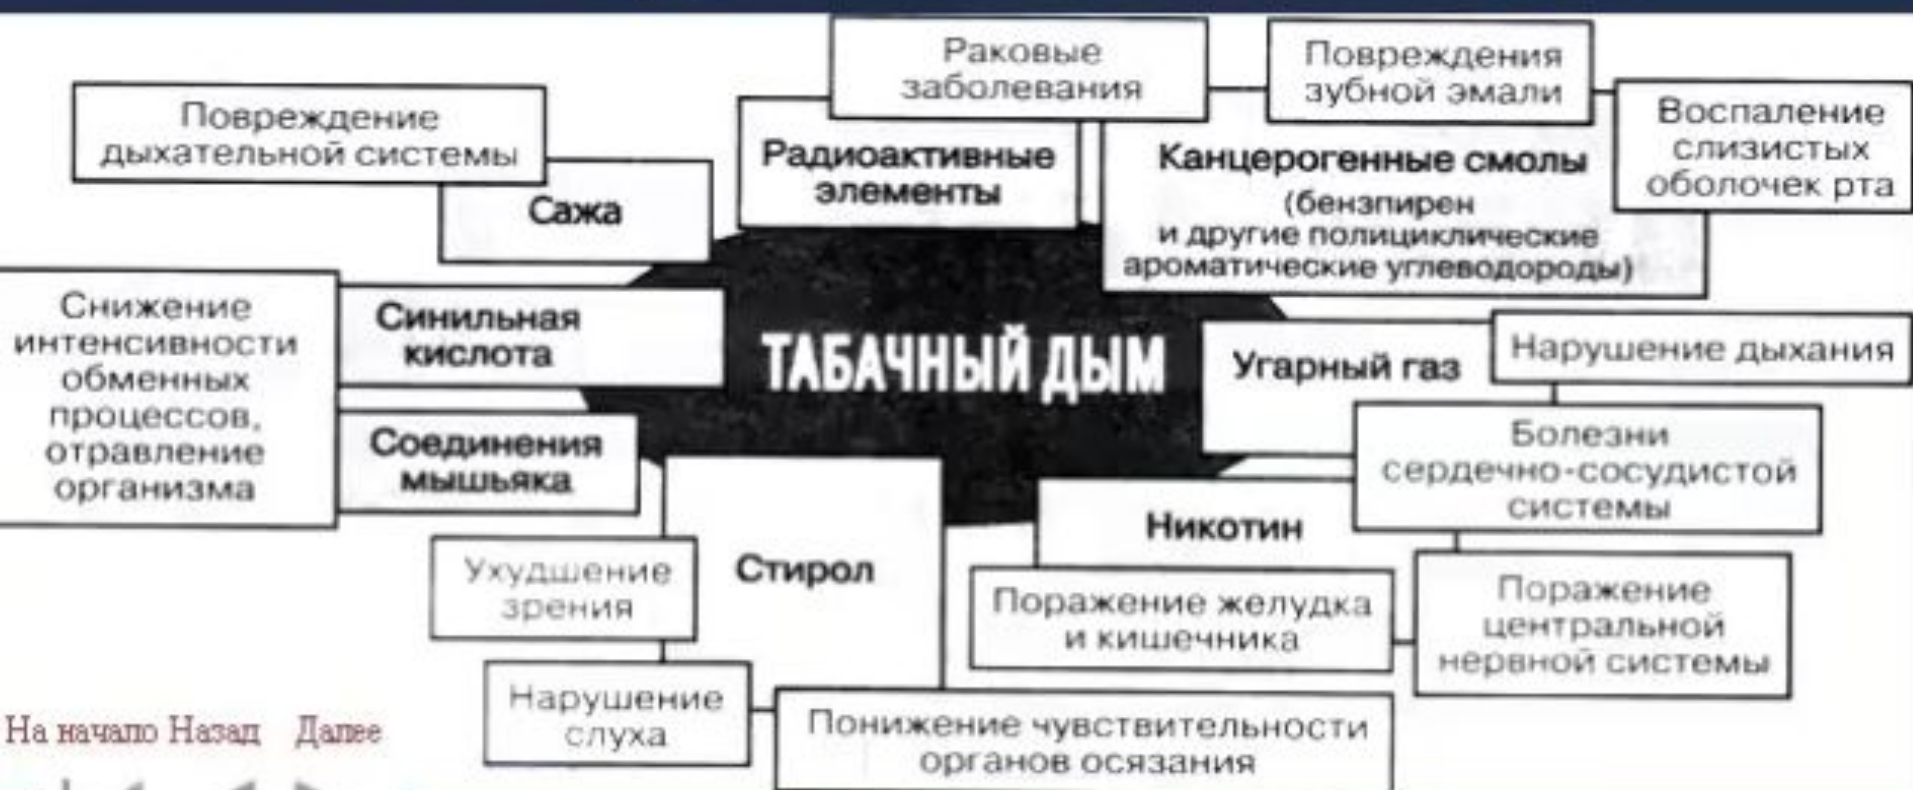 Раковые
заболевания
Повреждения
зубной эмали
Воспаление
слизистых
оболочек рта
Повреждение
дыхательной системы
Сажа
Радиоактивные
элементы
Канцерогенные смолы
(бензпирен
и другие полициклические
ароматические углеводороды)
Снижение
интенсивности
обменных
процессов,
отравление
организма
Синильная
кислота
Соединения
мышьяка
ТАБАЧНЫЙ ДЫМ
Угарный газ
Нарушение дыхания
Болезни
сердечно-сосудистой
системы
Никотин
Поражение желудка
и кишечника
Поражение
центральной
нервной системы
Стирол
Ухудшение
зрения
Нарушение
слуха
Понижение чувствительности
органов осязания
На начало Назад Далее